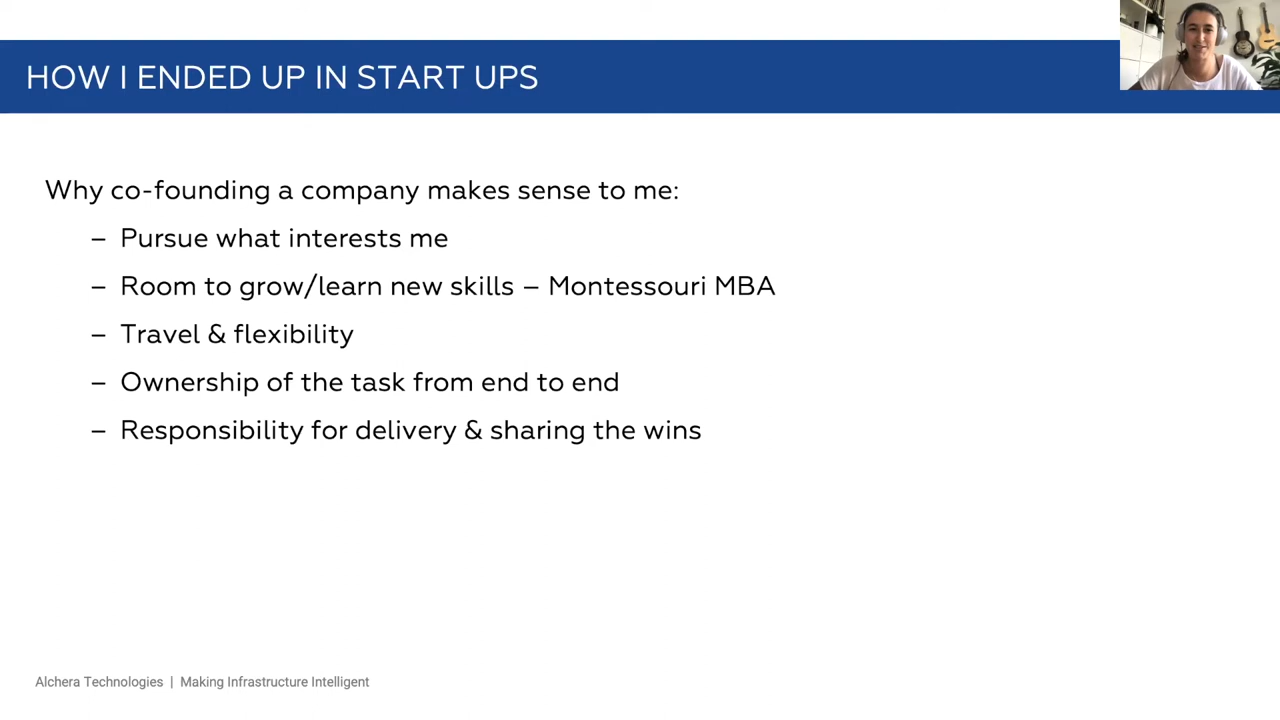 HOW I ENDED UP IN START UPS
Why co-founding a company makes sense to me:
– Pursue what interests me
– Room to grow/learn new skills – Montessouri MBA
– Travel & flexibility
– Ownership of the task from end to end
– Responsibility for delivery & sharing the wins
Alchera Technologies | Making Infrastructure Intelligent